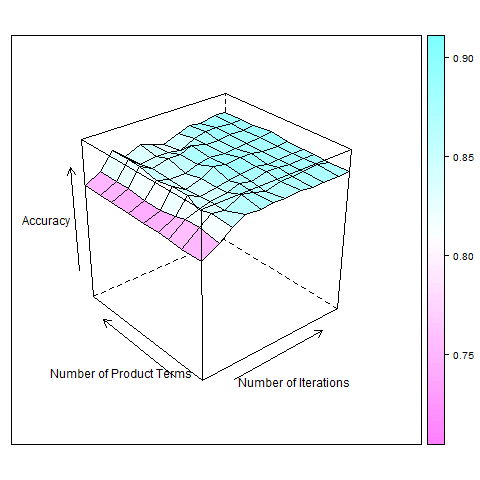 0.90
0.85
Accuracy
0.80
0.75
Number of Product Terms
Number of Iterations